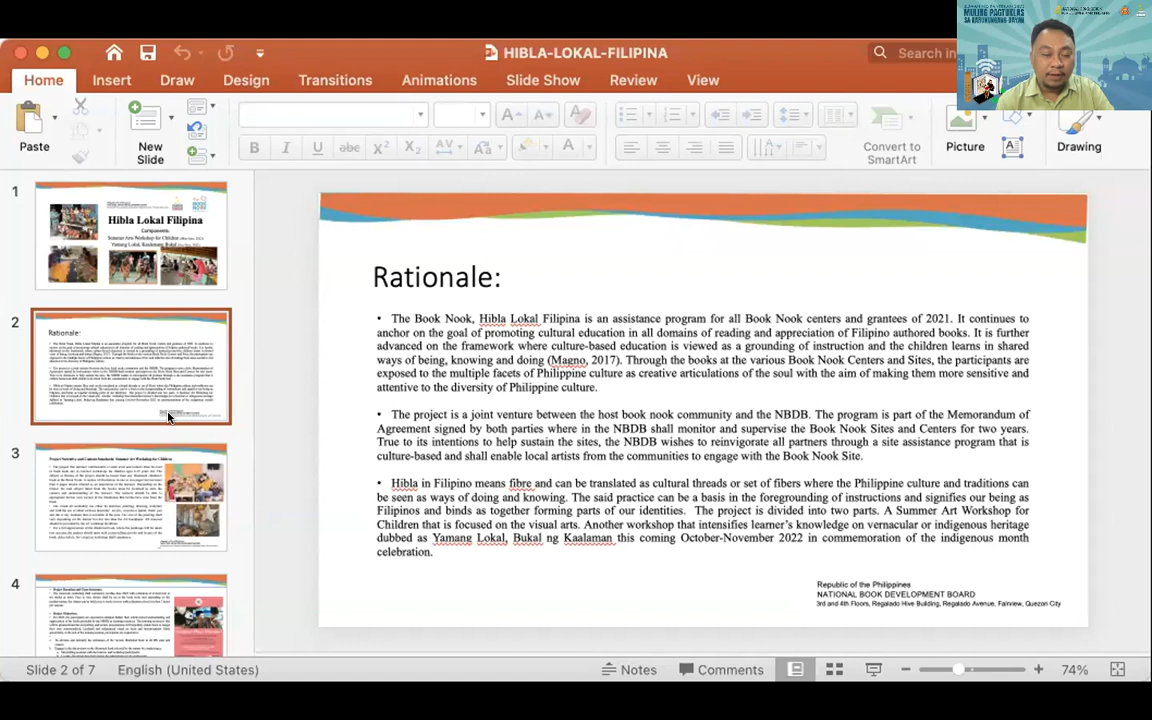 MULING PAGTUKLAS
HIBLA-LOKAL-FILIPINA
Search in
Home
Insert
Draw
Design
Transitions
Animations
Slide Show
Review
View
Paste
New
Slide
Convert to
SmartArt
Picture
Drawing
1
Hibla Lokal Filipina
Components:
Summer Arts Workshop for Children
Yamang Lokal, Kaalamang Bukal
2
Rationale:
3
4
Rationale:
• The Book Nook, Hibla Lokal Filipina is an assistance program for all Book Nook centers and grantees of 2021. It continues to
anchor on the goal of promoting cultural education in all domains of reading and appreciation of Filipino authored books. It is further
advanced on the framework where culture-based education is viewed as a grounding of instruction and the children learns in shared
ways of being, knowing and doing (Magno, 2017). Through the books at the various Book Nook Centers and Sites, the participants are
exposed to the multiple facets of Philippine culture as creative articulations of the soul with the aim of making them more sensitive and
attentive to the diversity of Philippine culture.
• The project is a joint venture between the host book nook community and the NBDB. The program is part of the Memorandum of
Agreement signed by both parties where in the NBDB shall monitor and supervise the Book Nook Sites and Centers for two years.
True to its intentions to help sustain the sites, the NBDB wishes to reinvigorate all partners through a site assistance program that is
culture-based and shall enable local artists from the communities to engage with the Book Nook Site.
• Hibla in Filipino means fibre and can be translated as cultural threads or set of fibers where the Philippine culture and traditions can
be seen as ways of doing and knowing. The said practice can be a basis in the foregrounding of instructions and signifies our being as
Filipinos and binds as together forming parts of our identities. The project is divided into two parts. A Summer Art Workshop for
Children that is focused on the visual arts. Another workshop that intensifies learner's knowledge on vernacular or indigenous heritage
dubbed as Yamang Lokal, Bukal ng Kaalaman this coming October-November 2022 in commemoration of the indigenous month
celebration.
Republic of the Philippines
NATIONAL BOOK DEVELOPMENT BOARD
3rd and 4th Floors, Regalado Hive Building, Regalado Avenue, Fairview, Quezon City
Slide 2 of 7
English (United States)
Notes
Comments
74%